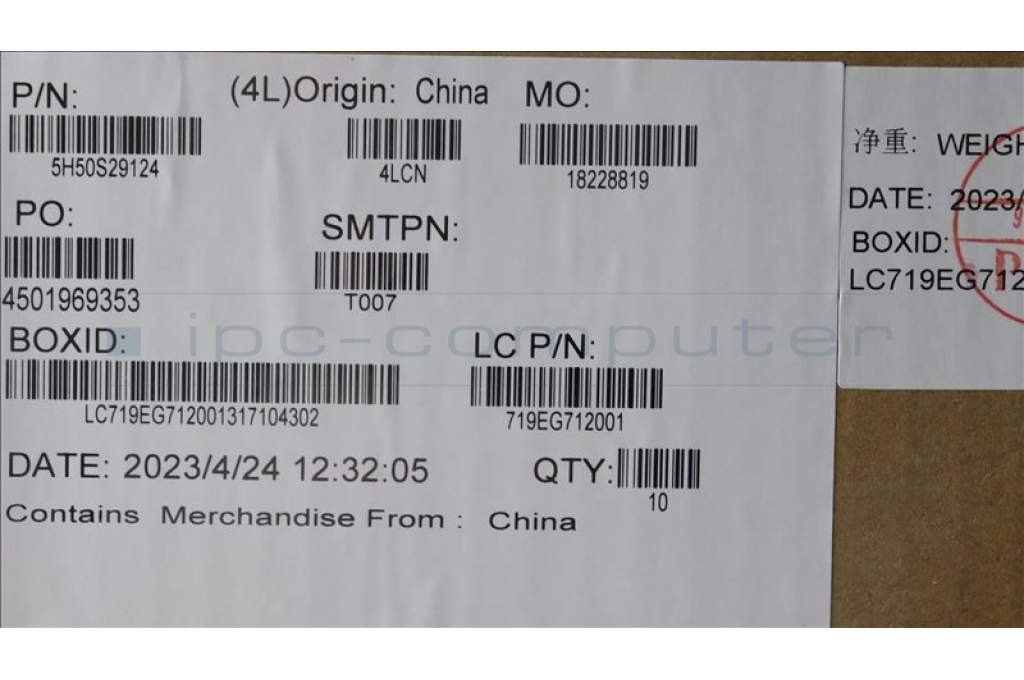 P/N: (4L)Origin: China MO:
5H50S29124 4LCN 18228819
PO: SMTPN:
4501969353 T007
BOXID: LC P/N:
LC719EG712001317104302 719EG712001
DATE: 2023/4/24 12:32:05 QTY:
10
Contains Merchandise From : China
ipc-computer
净重: WEIGH
DATE: 2023/
BOXID:
LC719EG712